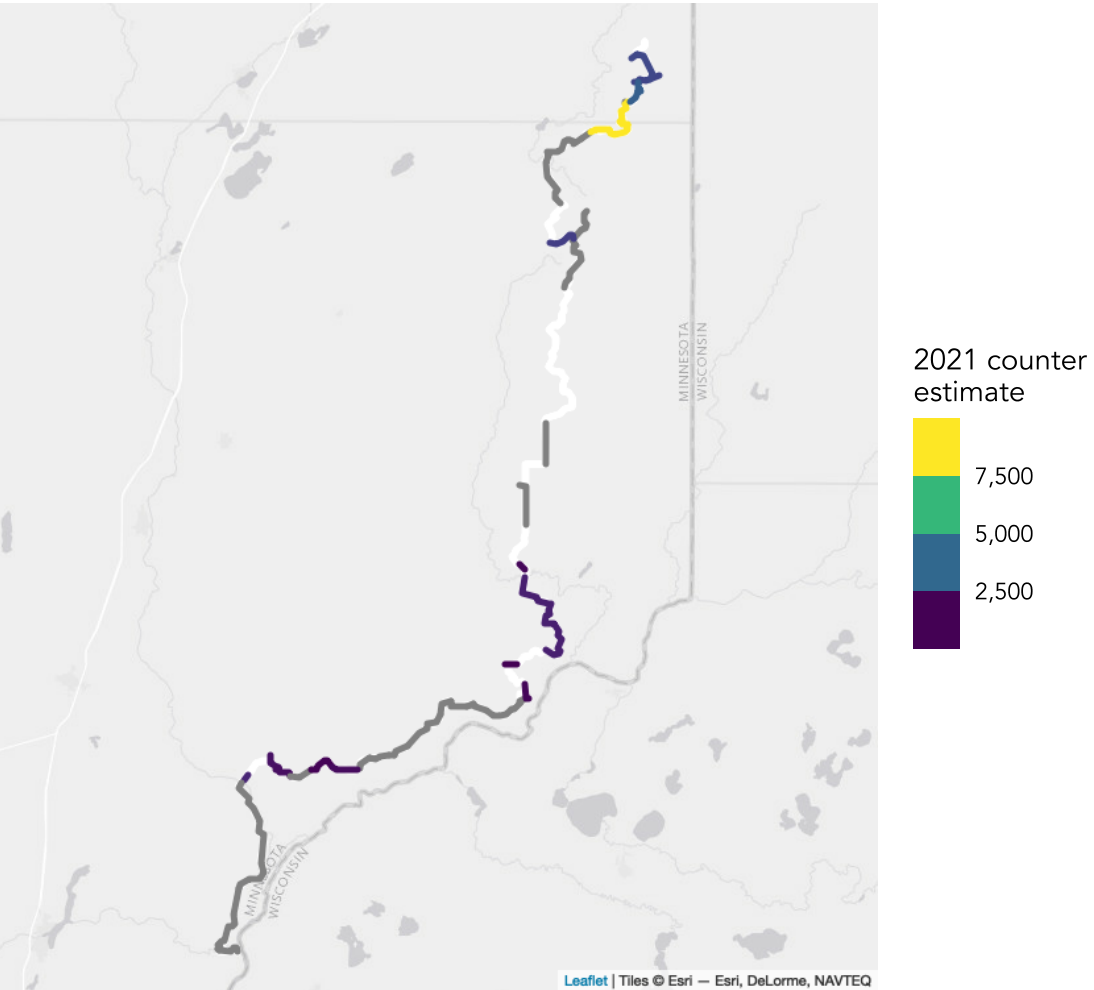 MINNESOTA
WISCONSIN
2021 counter
estimate
7,500
5,000
2,500
MINNESOTA
WISCONSIN
Leaflet | Tiles © Esri — Esri, DeLorme, NAVTEQ